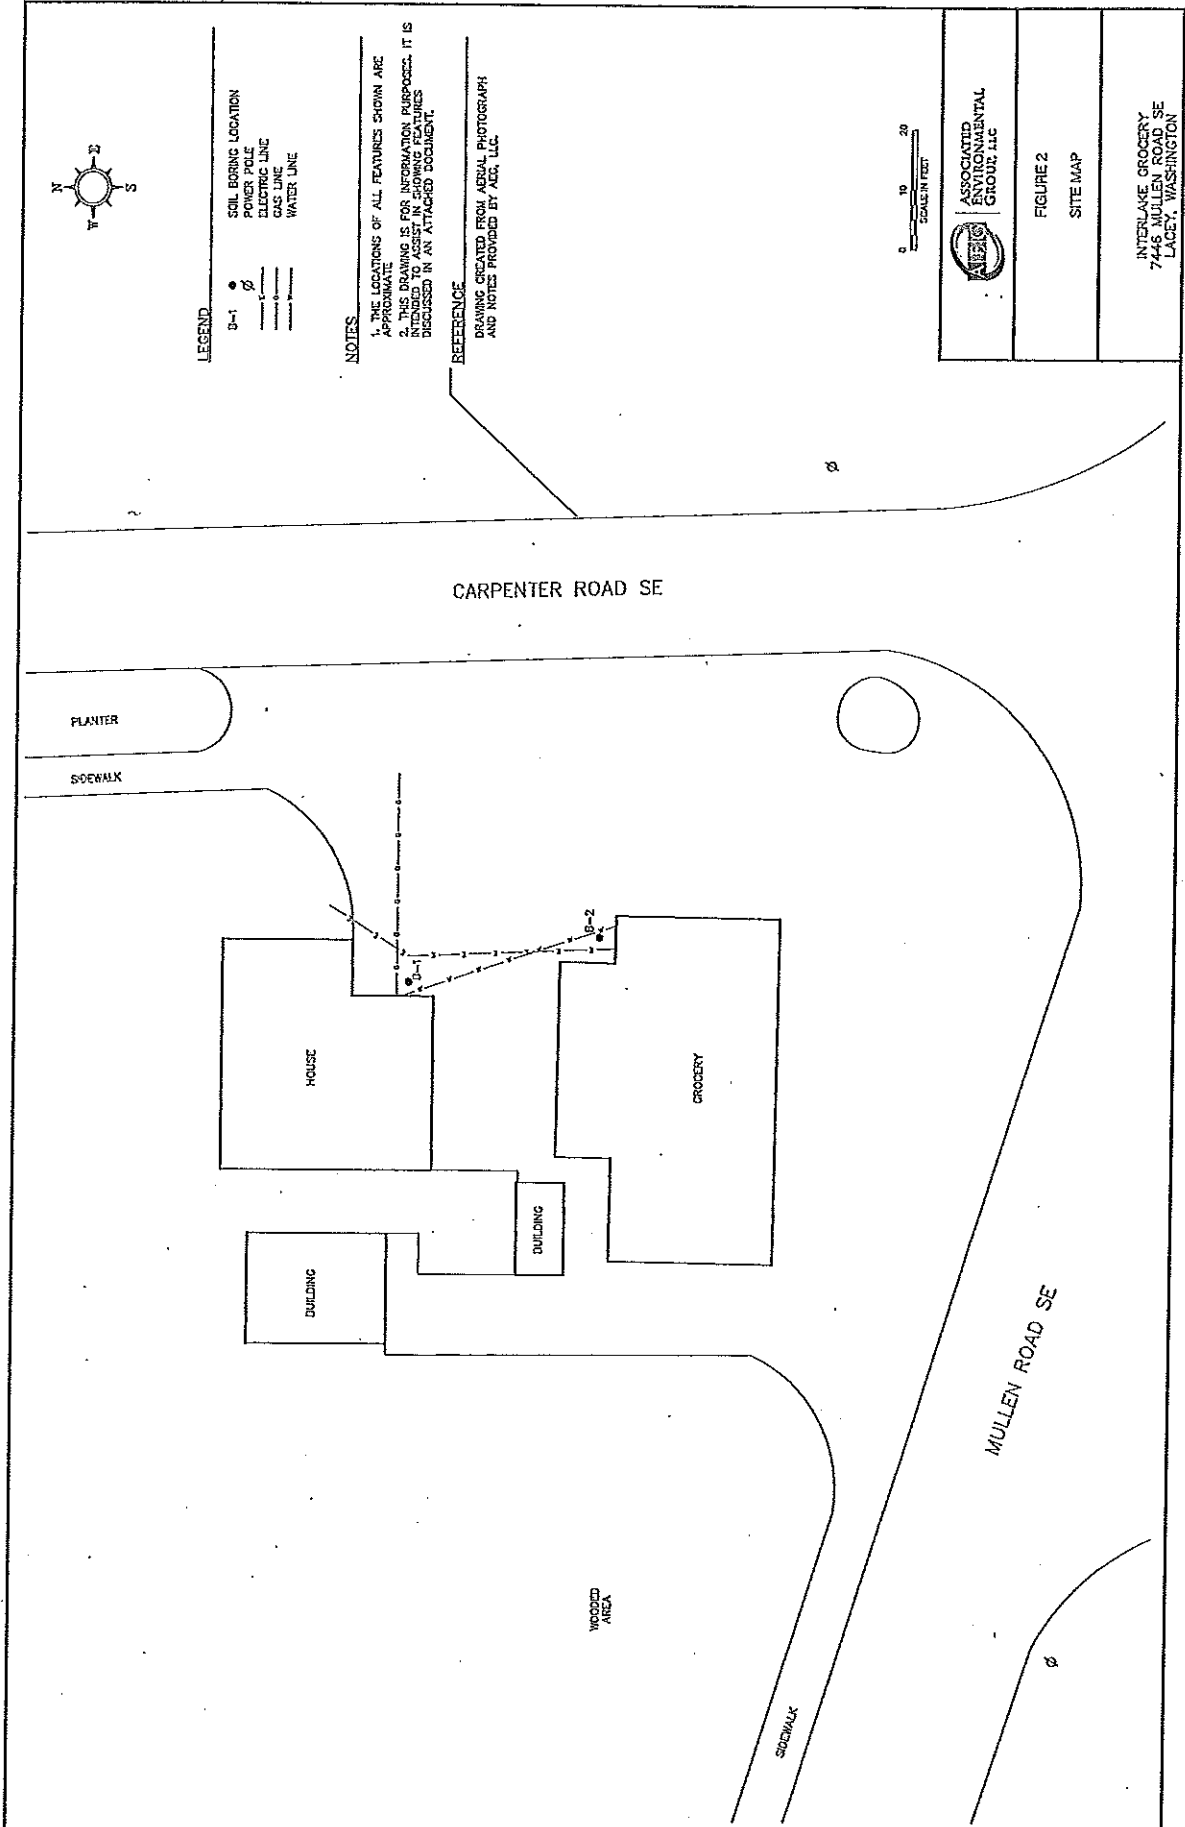 N
W
E
S
LEGEND
B-1
SOIL BORING LOCATION
POWER POLE
ELECTRIC LINE
GAS LINE
WATER LINE
NOTES
1. THE LOCATIONS OF ALL FEATURES SHOWN ARE
APPROXIMATE
2. THIS DRAWING IS FOR INFORMATION PURPOSES. IT IS
INTENDED TO ASSIST IN SHOWING FEATURES
DISCUSSED IN AN ATTACHED DOCUMENT.
REFERENCE
DRAWING CREATED FROM AERIAL PHOTOGRAPH
AND NOTES PROVIDED BY AEG, LLC.
CARPENTER ROAD SE
PLANTER
SIDEWALK
B-1
B-2
HOUSE
GROCERY
BUILDING
BUILDING
MULLEN ROAD SE
WOODED
AREA
SIDEWALK
0 10 20
SCALE IN FEET
AEG
ASSOCIATED
ENVIRONMENTAL
GROUP, LLC
FIGURE 2
SITE MAP
INTERLAKE GROCERY
7446 MULLEN ROAD SE
LACEY, WASHINGTON